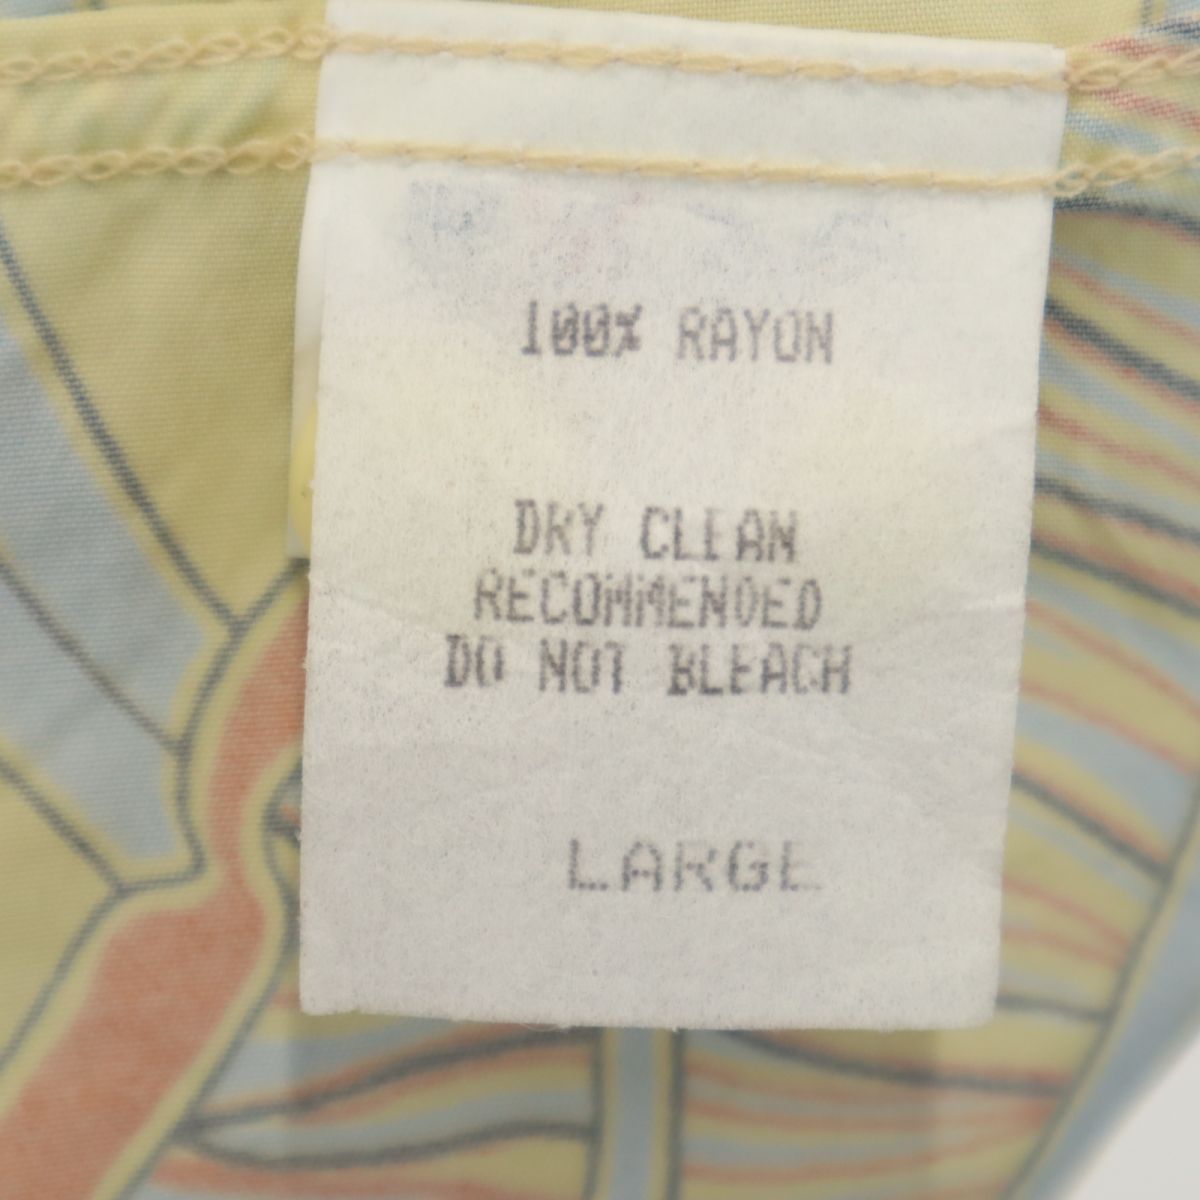 100% RAYON
DRY CLEAN
RECOMMENDED
DO NOT BLEACH
LARGE